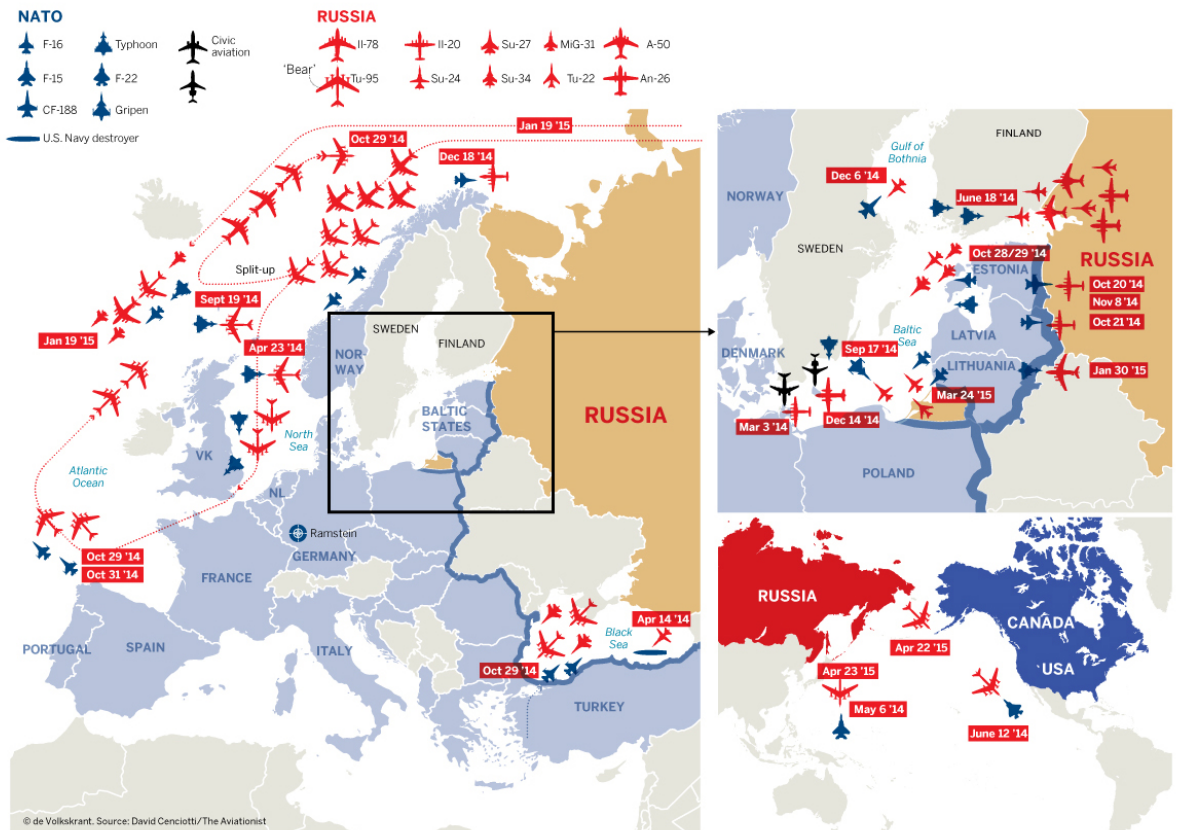 NATO
F-16
Typhoon
Civic
aviation
F-15
F-22
CF-188
Gripen
U.S. Navy destroyer
RUSSIA
Il-78
Il-20
Su-27
MiG-31
A-50
'Bear'
Tu-95
Su-24
Su-34
Tu-22
An-26
Jan 19 '15
Oct 29 '14
Dec 18 '14
Split-up
Sept 19 '14
Jan 19 '15
Apr 23 '14
SWEDEN
FINLAND
NOR-
WAY
BALTIC
STATES
RUSSIA
North
Sea
VK
Atlantic
Ocean
NL
Ramstein
GERMANY
Oct 29 '14
Oct 31 '14
FRANCE
PORTUGAL
SPAIN
ITALY
Apr 14 '14
Black
Sea
Oct 29 '14
TURKEY
© de Volkskrant. Source: David Cenciotti/The Aviationist
FINLAND
Gulf of
Bothnia
Dec 6 '14
NORWAY
June 18 '14
SWEDEN
Oct 28/29 '14
RUSSIA
ESTONIA
Oct 20 '14
Nov 8 '14
Oct 21 '14
Baltic
Sea
LATVIA
DENMARK
Sep 17 '14
LITHUANIA
Jan 30 '15
Mar 24 '15
Mar 3 '14
Dec 14 '14
POLAND
RUSSIA
CANADA
Apr 22 '15
USA
Apr 23 '15
May 6 '14
June 12 '14